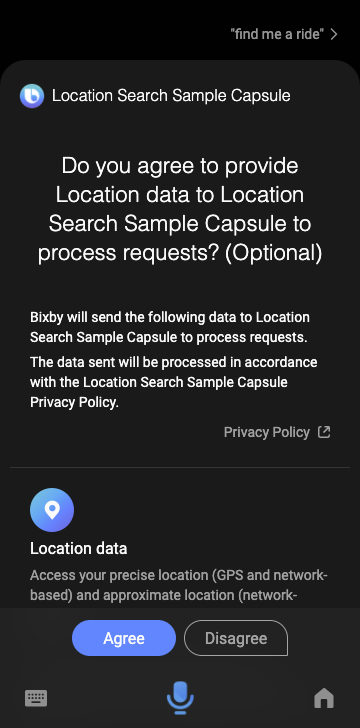 "find me a ride"
Location Search Sample Capsule
Do you agree to provide
Location data to Location
Search Sample Capsule to
process requests? (Optional)
Bixby will send the following data to Location
Search Sample Capsule to process requests.
The data sent will be processed in accordance
with the Location Search Sample Capsule
Privacy Policy.
Privacy Policy
Location data
Access your precise location (GPS and network-
based) and approximate location (network-
Agree
Disagree